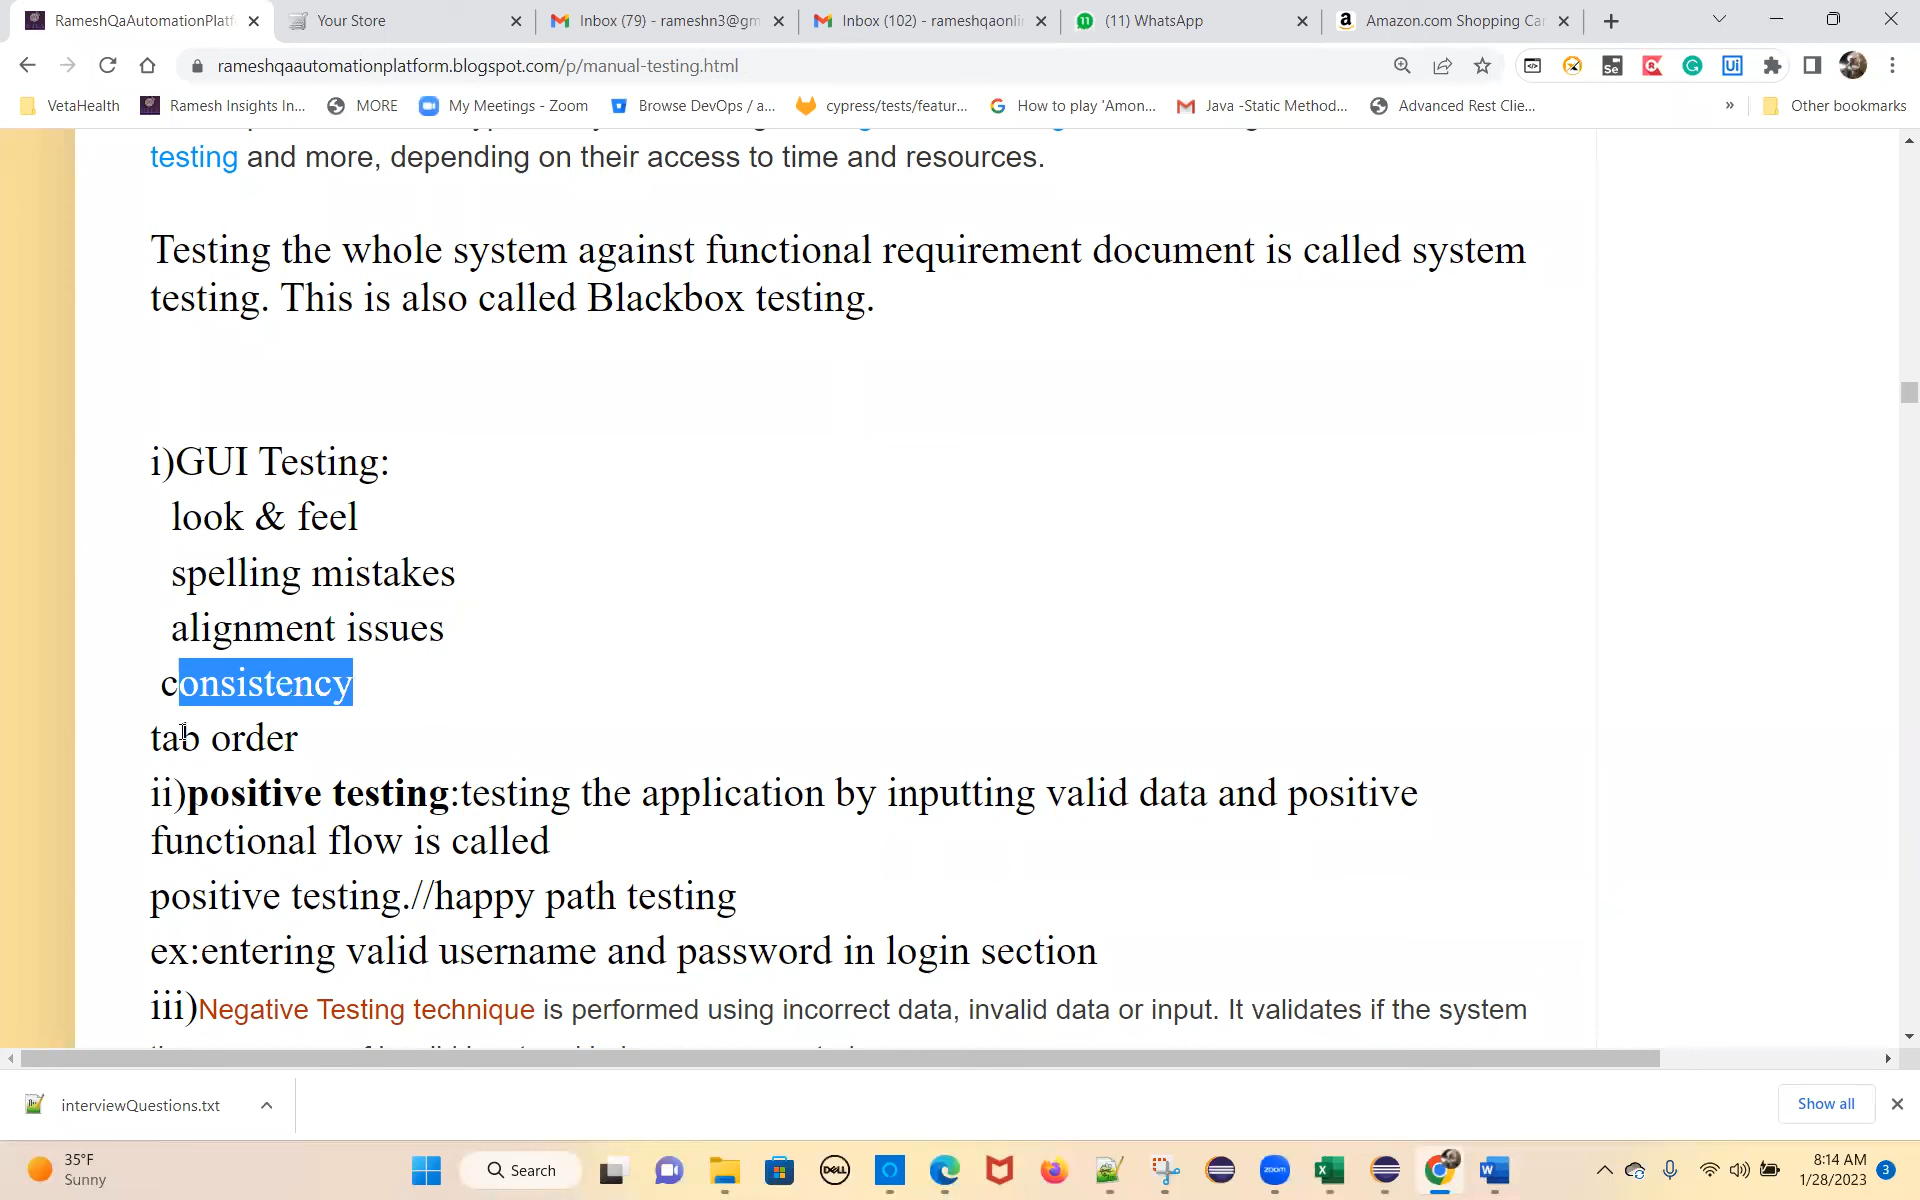 RameshQaAutomationPlatf
Your Store
Inbox (79) - rameshn3@gm
Inbox (102) - rameshqaonli
(11) WhatsApp
Amazon.com Shopping Car
rameshqaautomationplatform.blogspot.com/p/manual-testing.html
VetaHealth
Ramesh Insights In...
MORE
My Meetings - Zoom
Browse DevOps / a...
cypress/tests/featur...
How to play 'Amon...
Java -Static Method...
Advanced Rest Clie...
»
Other bookmarks
testing and more, depending on their access to time and resources.
Testing the whole system against functional requirement document is called system
testing. This is also called Blackbox testing.
i)GUI Testing:
look & feel
spelling mistakes
alignment issues
consistency
tab order
ii)positive testing:testing the application by inputting valid data and positive
functional flow is called
positive testing.//happy path testing
ex:entering valid username and password in login section
iii)Negative Testing technique is performed using incorrect data, invalid data or input. It validates if the system
interviewQuestions.txt
Show all
35°F
Sunny
Search
DELL
zoom
8:14 AM
1/28/2023
3